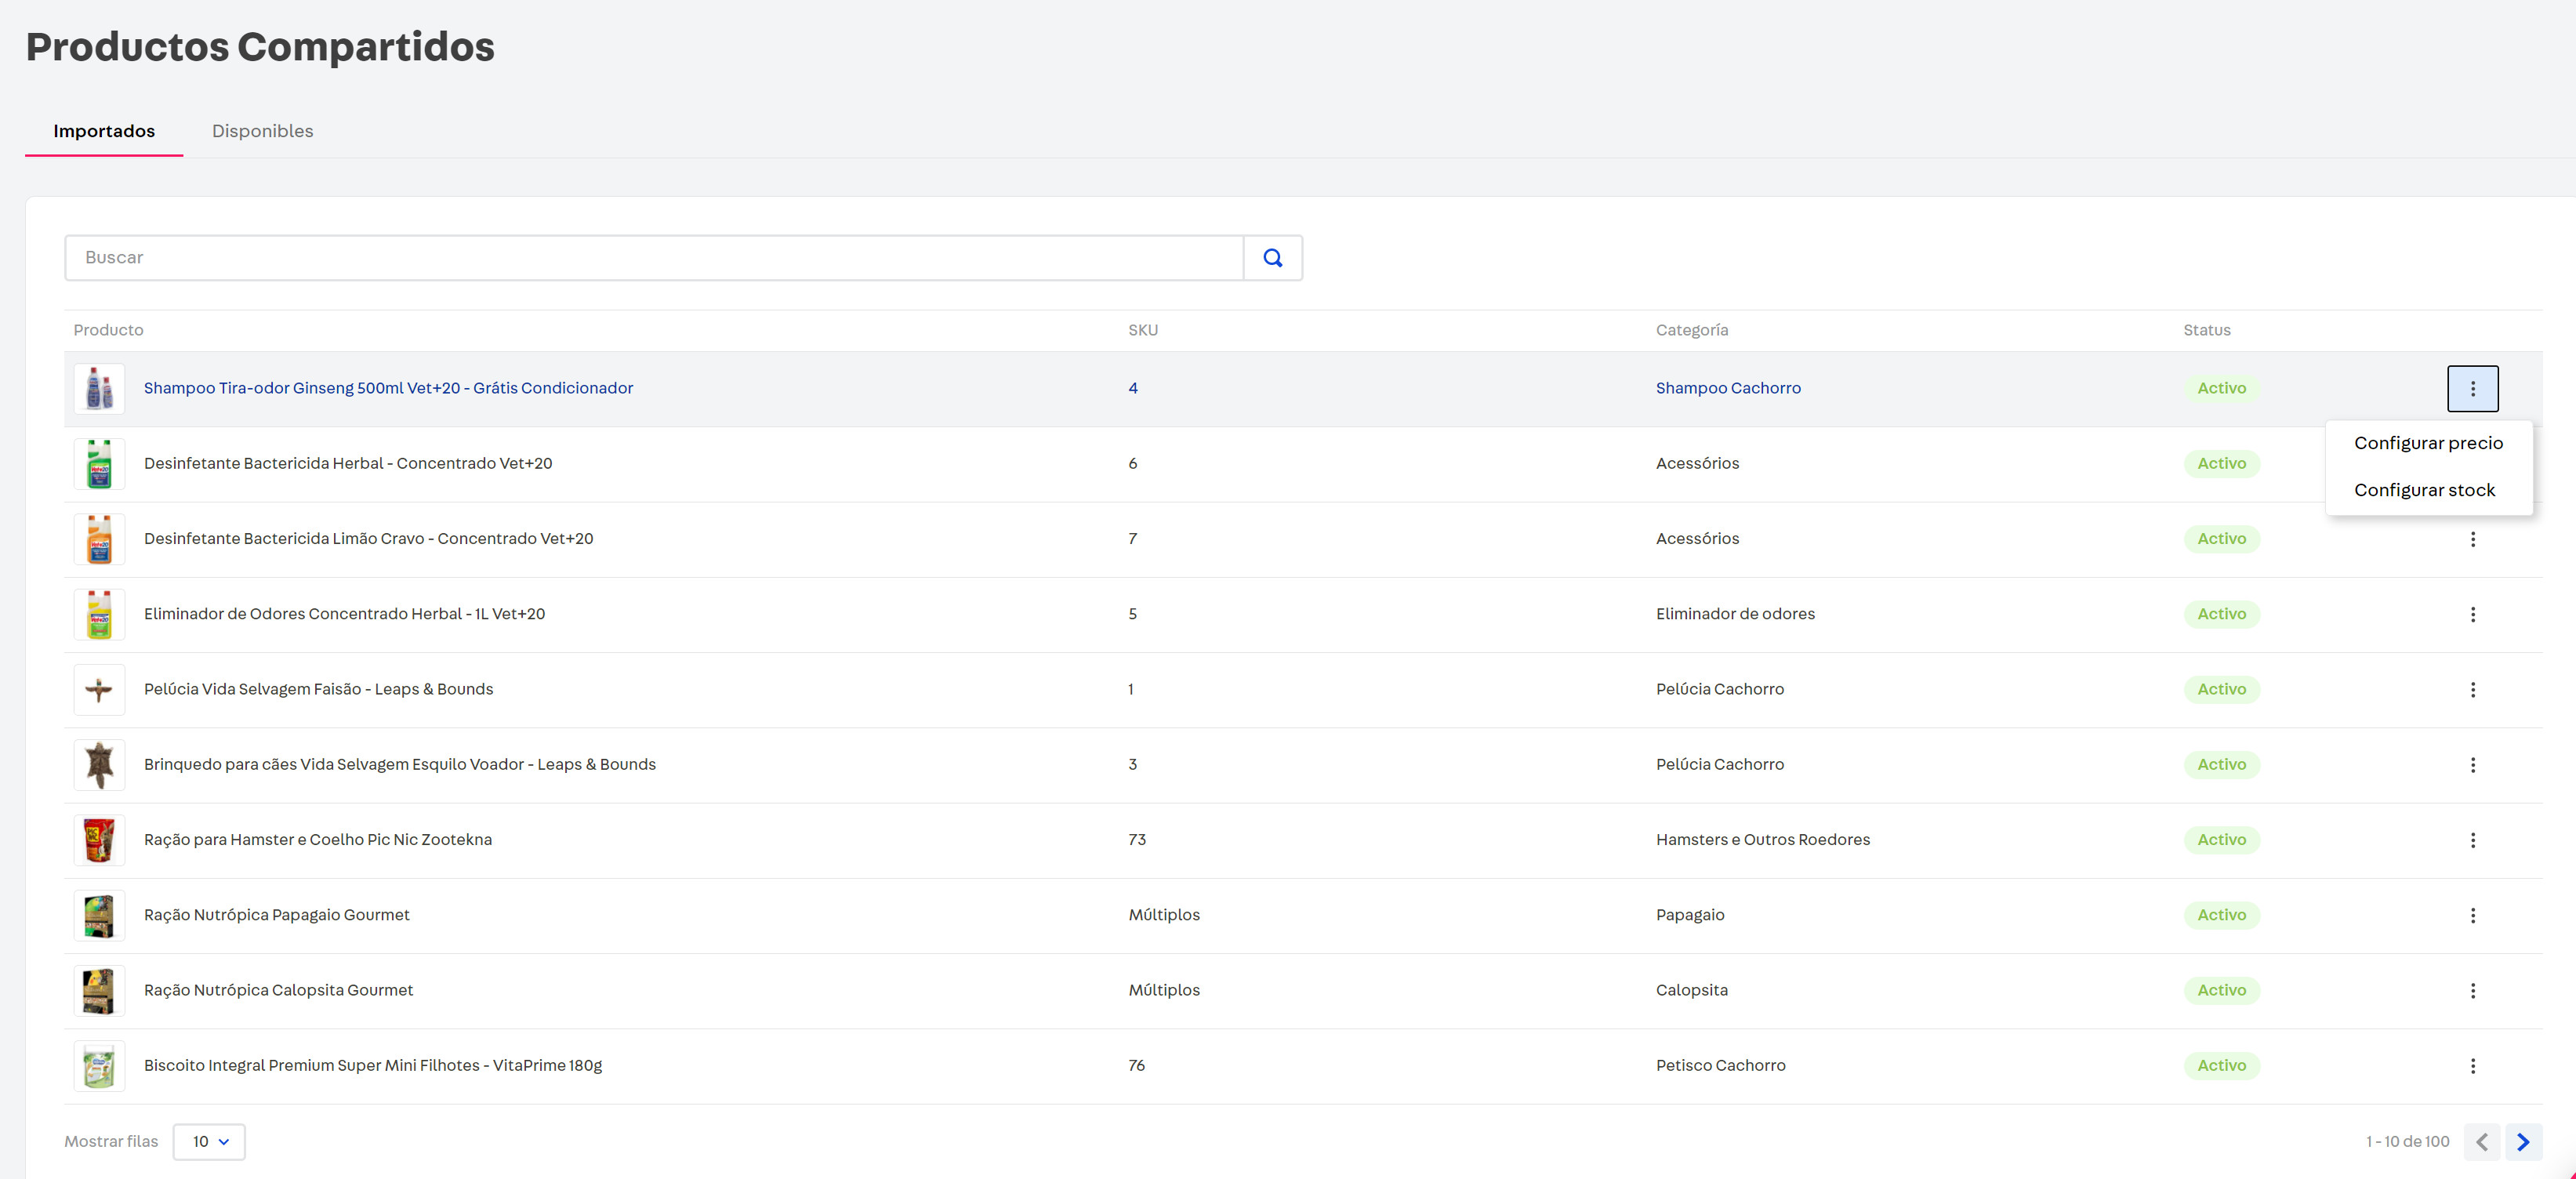 Productos Compartidos
Importados Disponibles
Buscar
Producto SKU Categoría Status
Shampoo Tira-odor Ginseng 500ml Vet+20 - Grátis Condicionador 4 Shampoo Cachorro Activo
Configurar precio
Desinfetante Bactericida Herbal - Concentrado Vet+20 6 Acessórios Activo
Configurar stock
Desinfetante Bactericida Limão Cravo - Concentrado Vet+20 7 Acessórios Activo
Eliminador de Odores Concentrado Herbal - 1L Vet+20 5 Eliminador de odores Activo
Pelúcia Vida Selvagem Faisão - Leaps & Bounds 1 Pelúcia Cachorro Activo
Brinquedo para cães Vida Selvagem Esquilo Voador - Leaps & Bounds 3 Pelúcia Cachorro Activo
Ração para Hamster e Coelho Pic Nic Zootekna 73 Hamsters e Outros Roedores Activo
Ração Nutrópica Papagaio Gourmet Múltiplos Papagaio Activo
Ração Nutrópica Calopsita Gourmet Múltiplos Calopsita Activo
Biscoito Integral Premium Super Mini Filhotes - VitaPrime 180g 76 Petisco Cachorro Activo
Mostrar filas 10 1 - 10 de 100